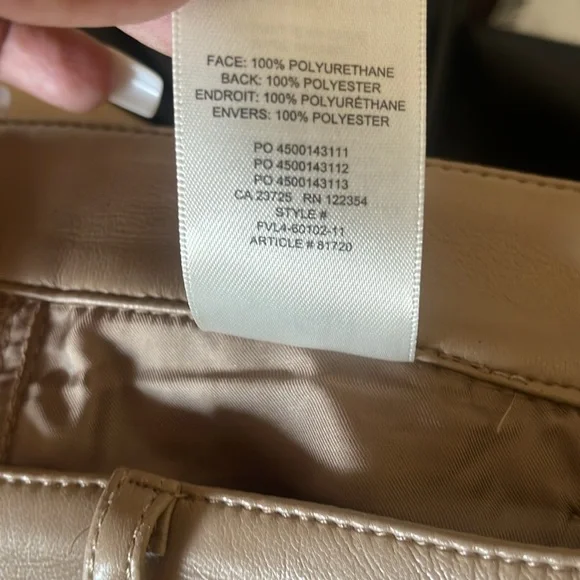 FACE: 100% POLYURETHANE
BACK: 100% POLYESTER
ENDROIT: 100% POLYURÉTHANE
ENVERS: 100% POLYESTER
PO 4500143111
PO 4500143112
PO 4500143113
CA 23725 RN 122354
STYLE #
FVL4-60102-11
ARTICLE # 81720